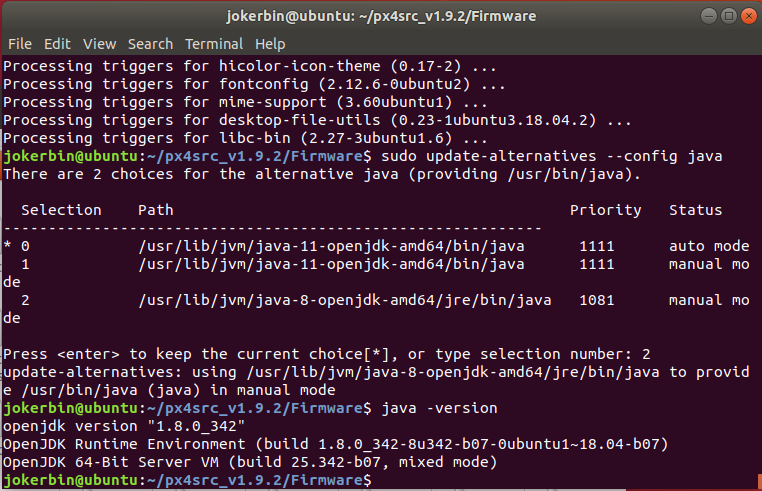 jokerbin@ubuntu: ~/px4src_v1.9.2/Firmware
File Edit View Search Terminal Help
Processing triggers for hicolor-icon-theme (0.17-2) ...
Processing triggers for fontconfig (2.12.6-0ubuntu2) ...
Processing triggers for mime-support (3.60ubuntu1) ...
Processing triggers for desktop-file-utils (0.23-1ubuntu3.18.04.2) ...
Processing triggers for libc-bin (2.27-3ubuntu1.6) ...
jokerbin@ubuntu:~/px4src_v1.9.2/Firmware$ sudo update-alternatives --config java
There are 2 choices for the alternative java (providing /usr/bin/java).
  Selection    Path                                            Priority   Status
------------------------------------------------------------
* 0            /usr/lib/jvm/java-11-openjdk-amd64/bin/java      1111      auto mode
  1            /usr/lib/jvm/java-11-openjdk-amd64/bin/java      1111      manual mo
de
  2            /usr/lib/jvm/java-8-openjdk-amd64/jre/bin/java   1081      manual mo
de
Press <enter> to keep the current choice[*], or type selection number: 2
update-alternatives: using /usr/lib/jvm/java-8-openjdk-amd64/jre/bin/java to provid
e /usr/bin/java (java) in manual mode
jokerbin@ubuntu:~/px4src_v1.9.2/Firmware$ java -version
openjdk version "1.8.0_342"
OpenJDK Runtime Environment (build 1.8.0_342-8u342-b07-0ubuntu1~18.04-b07)
OpenJDK 64-Bit Server VM (build 25.342-b07, mixed mode)
jokerbin@ubuntu:~/px4src_v1.9.2/Firmware$